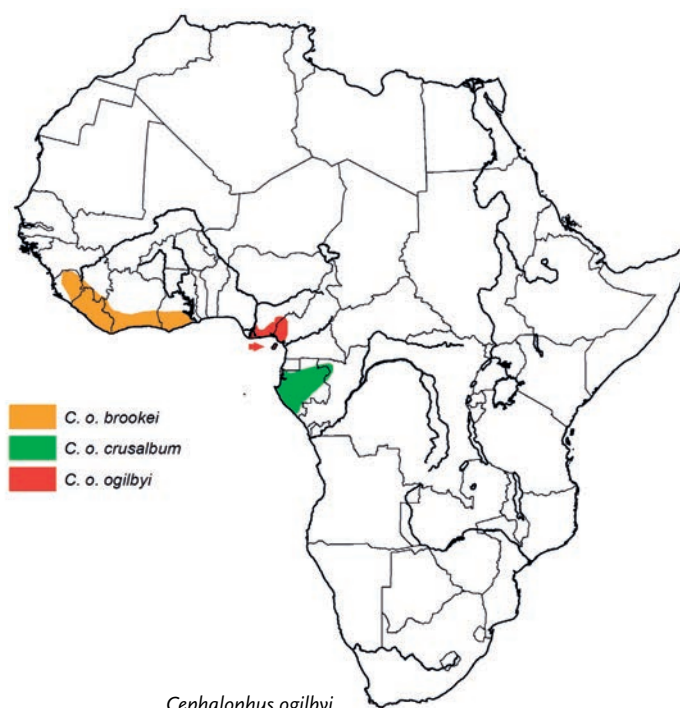 C. o. brookei
C. o. crusalbum
C. o. ogilbyi
Cephalophus ogilbyi